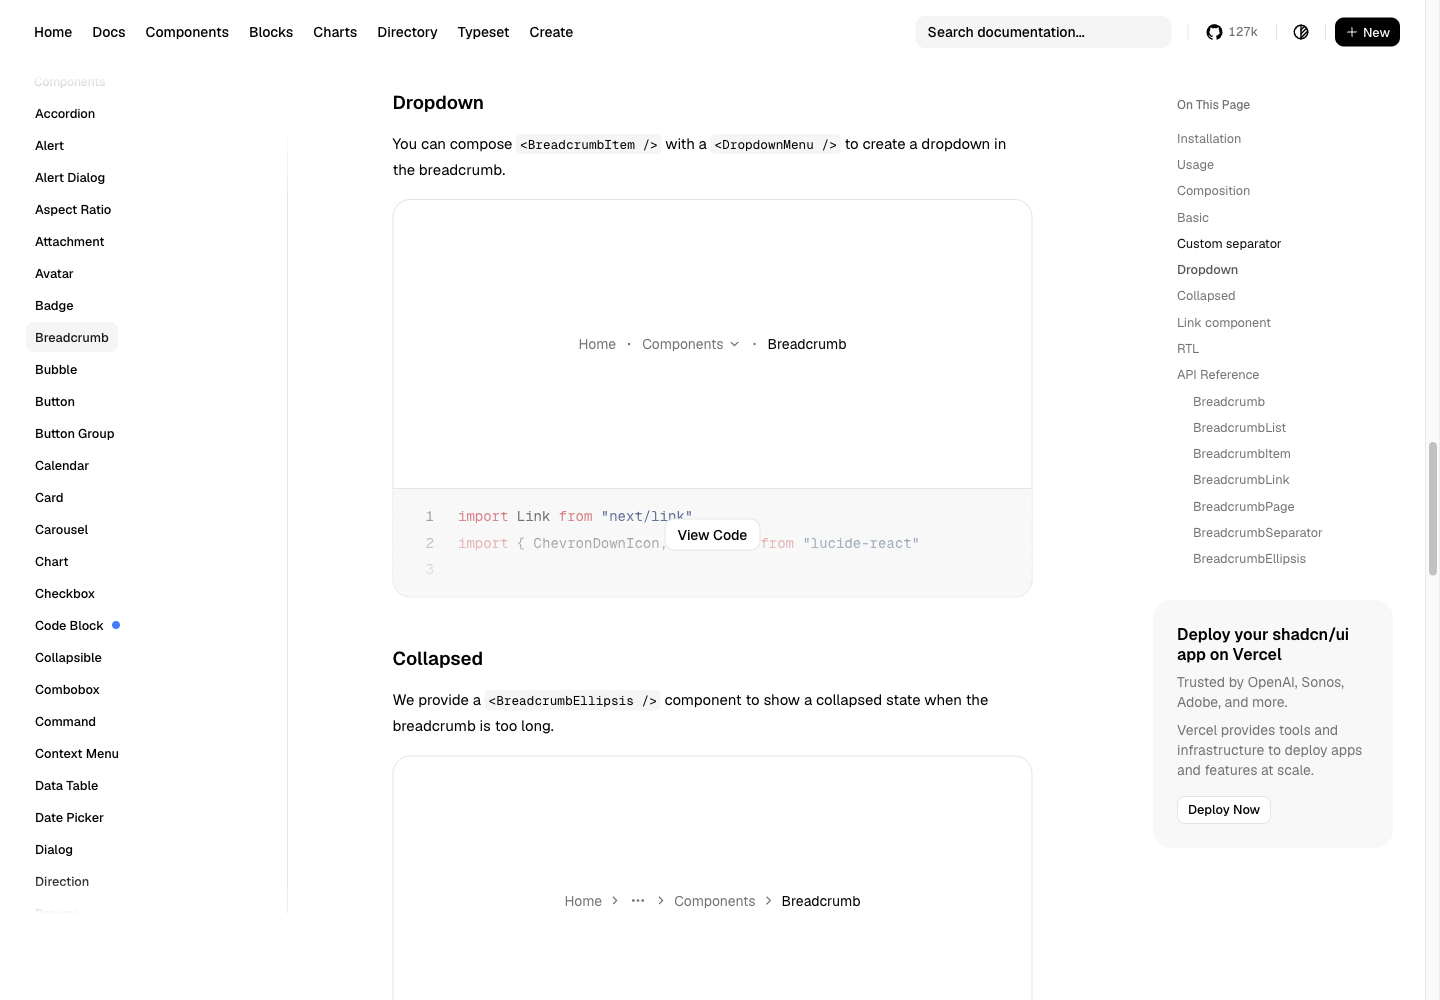 Home Docs Components Blocks Charts Directory Typeset Create
Search documentation...
127k
New
Components
Accordion
Alert
Alert Dialog
Aspect Ratio
Attachment
Avatar
Badge
Breadcrumb
Bubble
Button
Button Group
Calendar
Card
Carousel
Chart
Checkbox
Code Block
Collapsible
Combobox
Command
Context Menu
Data Table
Date Picker
Dialog
Direction
Dropdown
You can compose <BreadcrumbItem /> with a <DropdownMenu /> to create a dropdown in
the breadcrumb.
Home • Components • Breadcrumb
1 import Link from "next/link"
2 import { ChevronDownIcon, from "lucide-react"
3
View Code
Collapsed
We provide a <BreadcrumbEllipsis /> component to show a collapsed state when the
breadcrumb is too long.
Home > ··· > Components > Breadcrumb
On This Page
Installation
Usage
Composition
Basic
Custom separator
Dropdown
Collapsed
Link component
RTL
API Reference
Breadcrumb
BreadcrumbList
BreadcrumbItem
BreadcrumbLink
BreadcrumbPage
BreadcrumbSeparator
BreadcrumbEllipsis
Deploy your shadcn/ui
app on Vercel
Trusted by OpenAI, Sonos,
Adobe, and more.
Vercel provides tools and
infrastructure to deploy apps
and features at scale.
Deploy Now